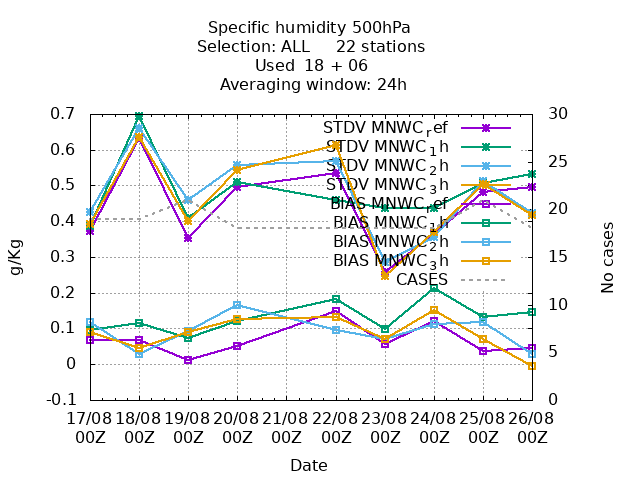 Specific humidity 500hPa
Selection: ALL 22 stations
Used 18 + 06
Averaging window: 24h
0.7
0.6
0.5
0.4
0.3
0.2
0.1
0
-0.1
g/Kg
30
25
20
15
10
5
0
No cases
STDV MNWC_ref
STDV MNWC_1h
STDV MNWC_2h
STDV MNWC_3h
BIAS MNWC_ref
BIAS MNWC_1h
BIAS MNWC_2h
BIAS MNWC_3h
CASES
17/08 18/08 19/08 20/08 21/08 22/08 23/08 24/08 25/08 26/08
00Z 00Z 00Z 00Z 00Z 00Z 00Z 00Z 00Z 00Z
Date